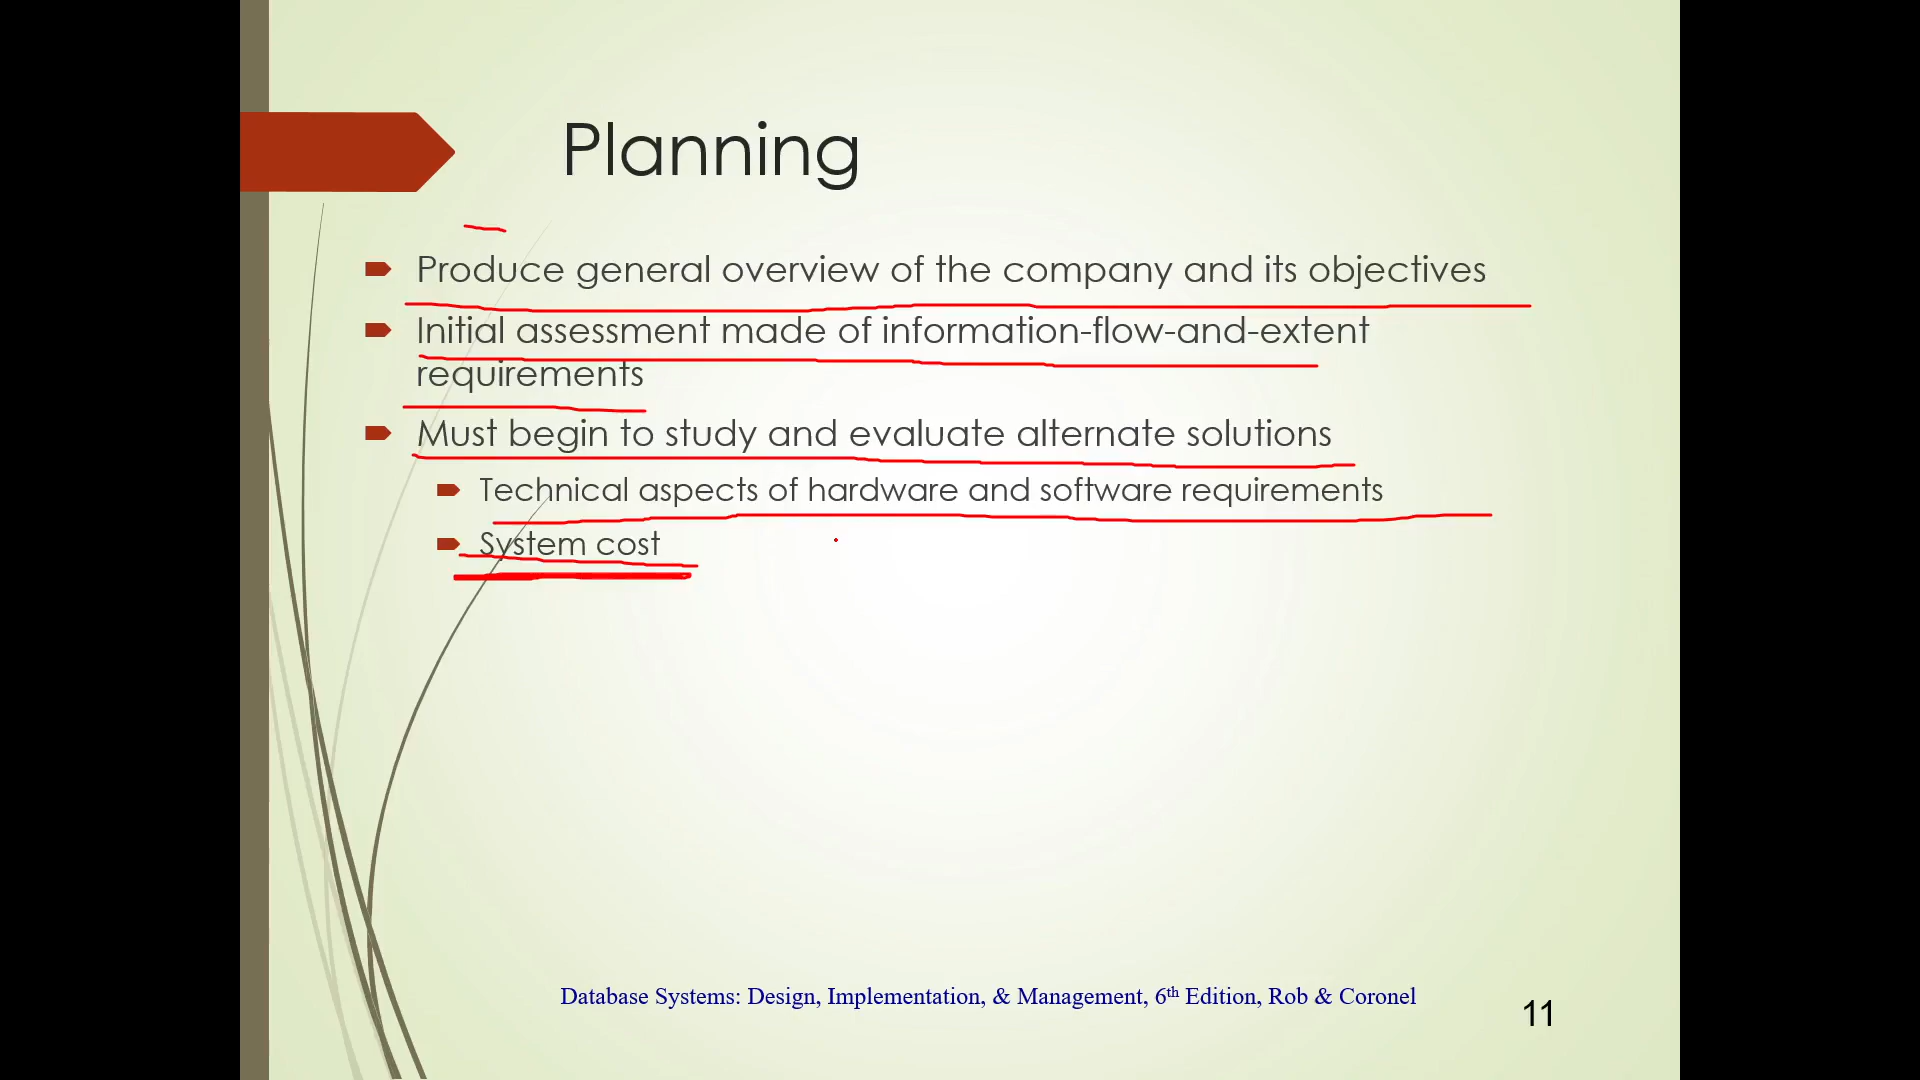 Planning
Produce general overview of the company and its objectives
Initial assessment made of information-flow-and-extent
requirements
Must begin to study and evaluate alternate solutions
Technical aspects of hardware and software requirements
System cost
Database Systems: Design, Implementation, & Management, 6th Edition, Rob & Coronel
11